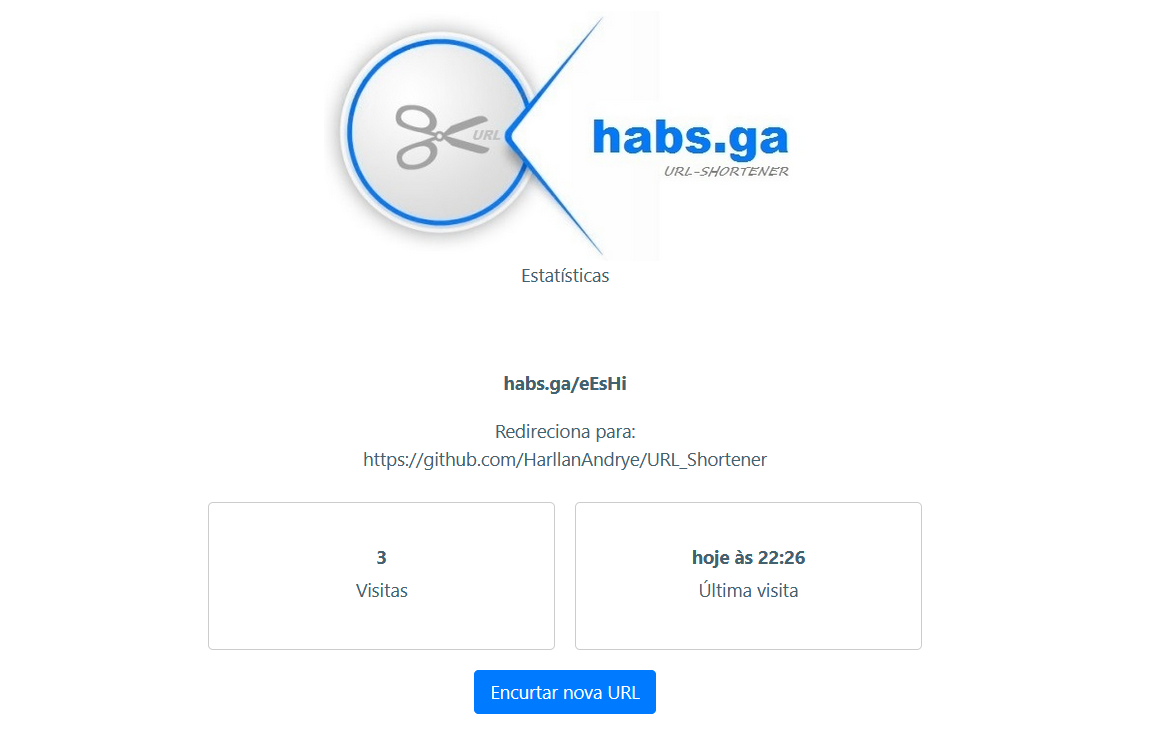 URL
habs.ga
URL-SHORTENER
Estatísticas
habs.ga/eEsHi
Redireciona para:
https://github.com/HarllanAndrye/URL_Shortener
3
Visitas
hoje às 22:26
Última visita
Encurtar nova URL